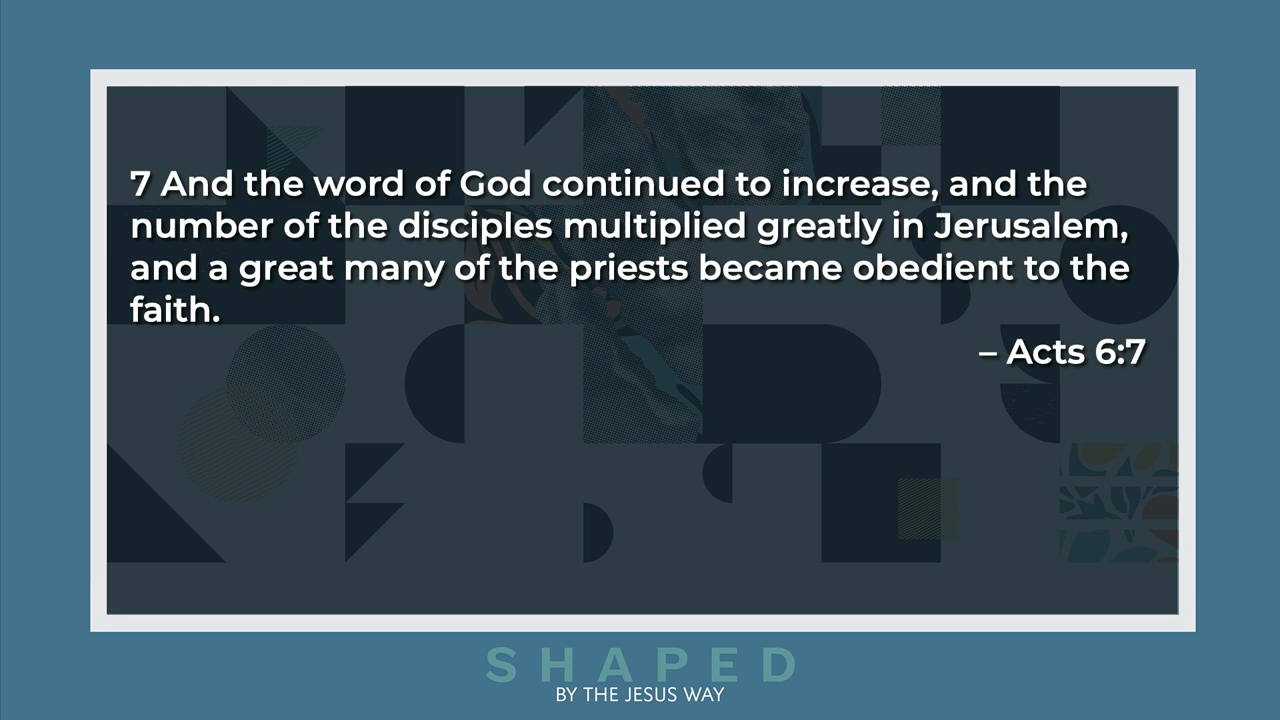 7 And the word of God continued to increase, and the
number of the disciples multiplied greatly in Jerusalem,
and a great many of the priests became obedient to the
faith.
– Acts 6:7
SHAPED
BY THE JESUS WAY